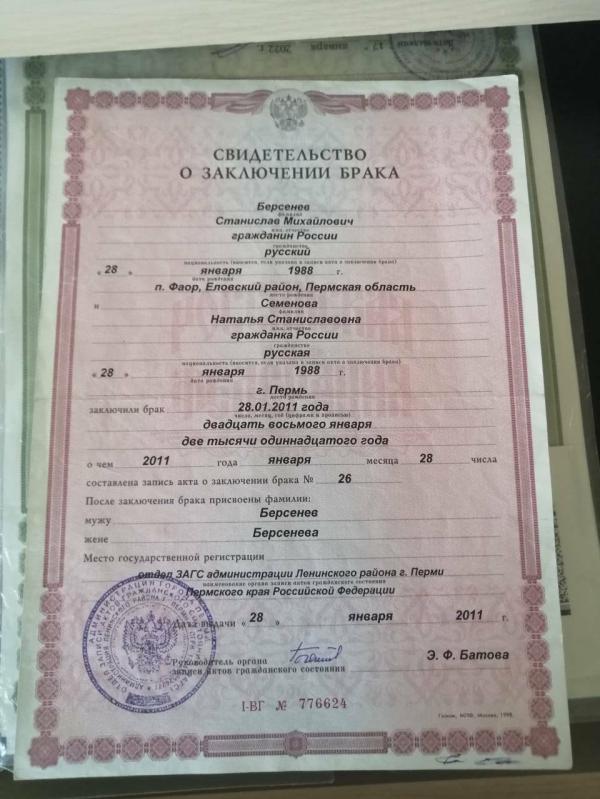 января 2022 г.
СВИДЕТЕЛЬСТВО
О ЗАКЛЮЧЕНИИ БРАКА
Берсенев
фамилия
Станислав Михайлович
имя, отчество
гражданин России
гражданство
русский
национальность (вносится, если указана в записи акта о заключении брака)
« 28 » января 1988 г.
дата рождения
п. Фаор, Еловский район, Пермская область
место рождения
и Семенова
фамилия
Наталья Станиславовна
имя, отчество
гражданка России
гражданство
русская
национальность (вносится, если указана в записи акта о заключении брака)
« 28 » января 1988 г.
дата рождения
г. Пермь
место рождения
заключили брак 28.01.2011 года
число, месяц, год (цифрами и прописью)
двадцать восьмого января
две тысячи одиннадцатого года
о чем 2011 года января месяца 28 числа
составлена запись акта о заключении брака № 26
После заключения брака присвоены фамилии:
мужу Берсенев
жене Берсенева
Место государственной регистрации
отдел ЗАГС администрации Ленинского района г. Перми
наименование органа записи актов гражданского состояния
Пермского края Российской Федерации
Дата выдачи « 28 » января 2011 г.
Руководитель органа
записи актов гражданского состояния
Э. Ф. Батова
I-ВГ № 776624
Гознак, МПФ, Москва, 1998.